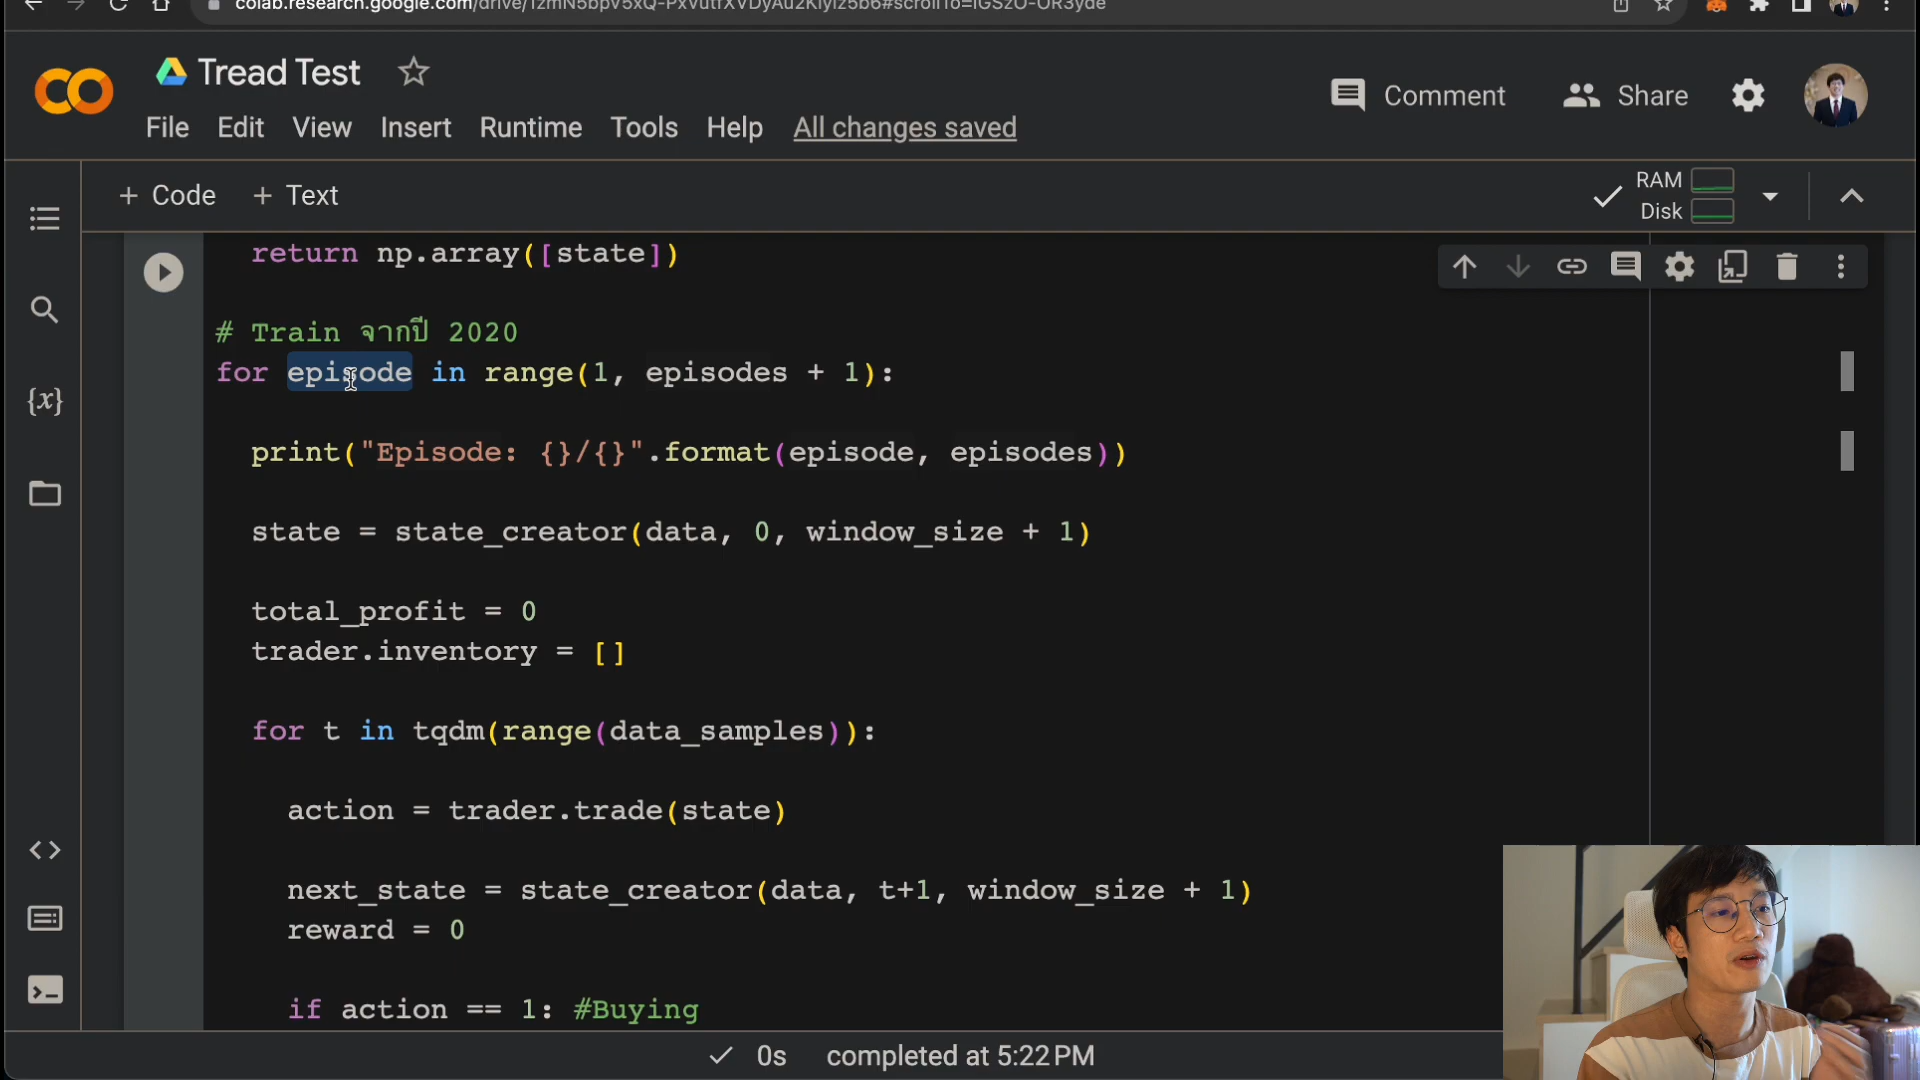 Tread Test
Comment
Share
File Edit View Insert Runtime Tools Help All changes saved
+ Code + Text
RAM
Disk
return np.array([state])
# Train จากปี 2020
for episode in range(1, episodes + 1):
print("Episode: {}/{}".format(episode, episodes))
state = state_creator(data, 0, window_size + 1)
total_profit = 0
trader.inventory = []
for t in tqdm(range(data_samples)):
action = trader.trade(state)
next_state = state_creator(data, t+1, window_size + 1)
reward = 0
if action == 1: #Buying
0s completed at 5:22 PM